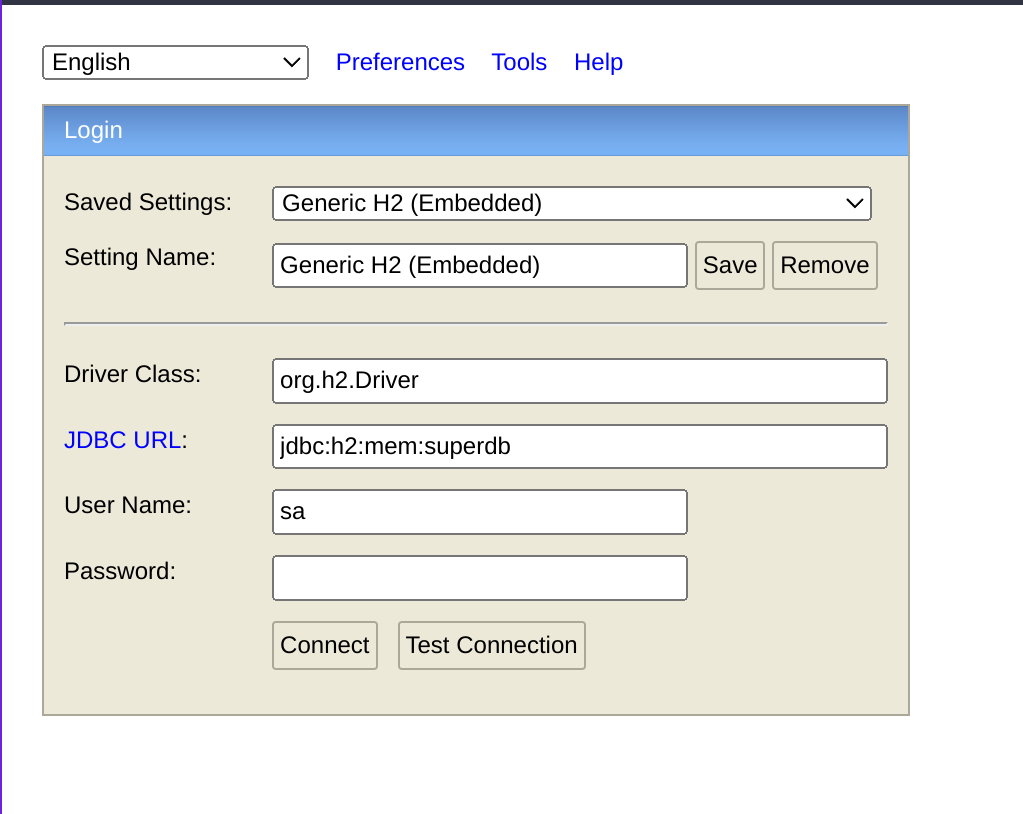 English Preferences Tools Help
Login
Saved Settings: Generic H2 (Embedded)
Setting Name: Generic H2 (Embedded) Save Remove
Driver Class: org.h2.Driver
JDBC URL: jdbc:h2:mem:superdb
User Name: sa
Password:
Connect Test Connection